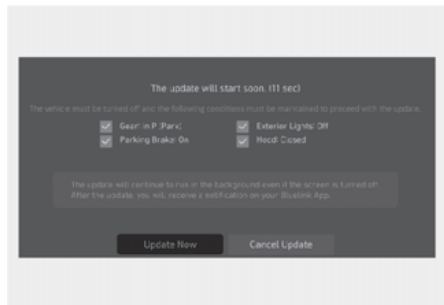 The update will start soon. (11 sec)
The vehicle must be turned off and the following conditions must be maintained to proceed with the update.
Gear: in P (Park)
Exterior Lights: Off
Parking Brake: On
Hood: Closed
The update will continue to run in the background even if the screen is turned off.
After the update, you will receive a notification on your Bluelink App.
Update Now
Cancel Update